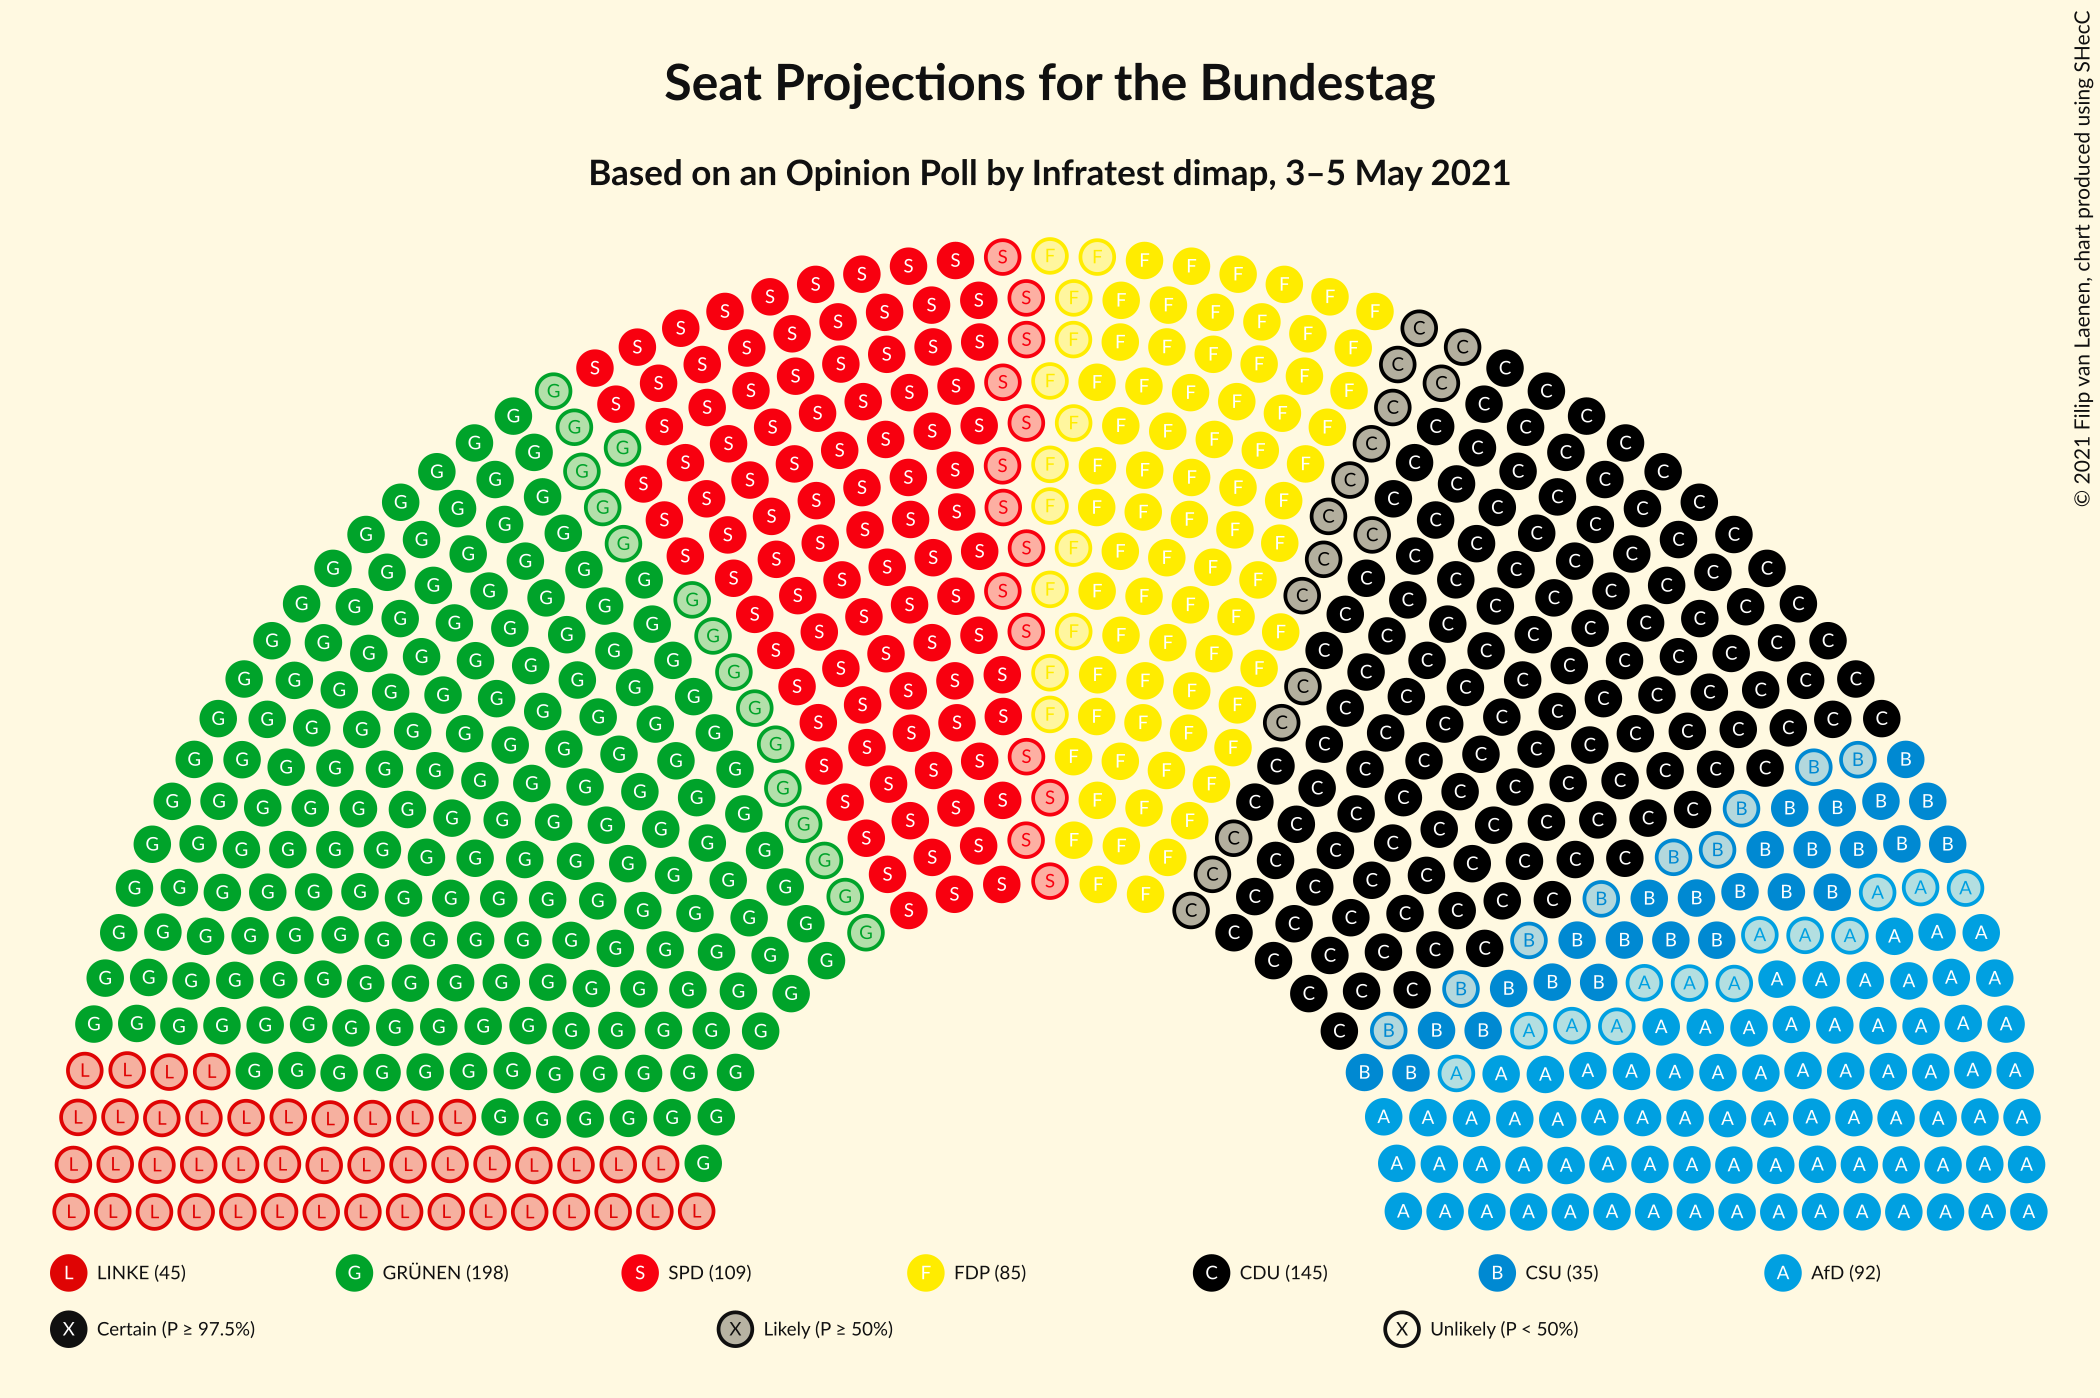 Seat Projections for the Bundestag
Based on an Opinion Poll by Infratest dimap, 3–5 May 2021
© 2021 Filip van Laenen, chart produced using SHecC
L LINKE (45) G GRÜNEN (198) S SPD (109) F FDP (85) C CDU (145) B CSU (35) A AfD (92)
X Certain (P ≥ 97.5%) X Likely (P ≥ 50%) X Unlikely (P < 50%)